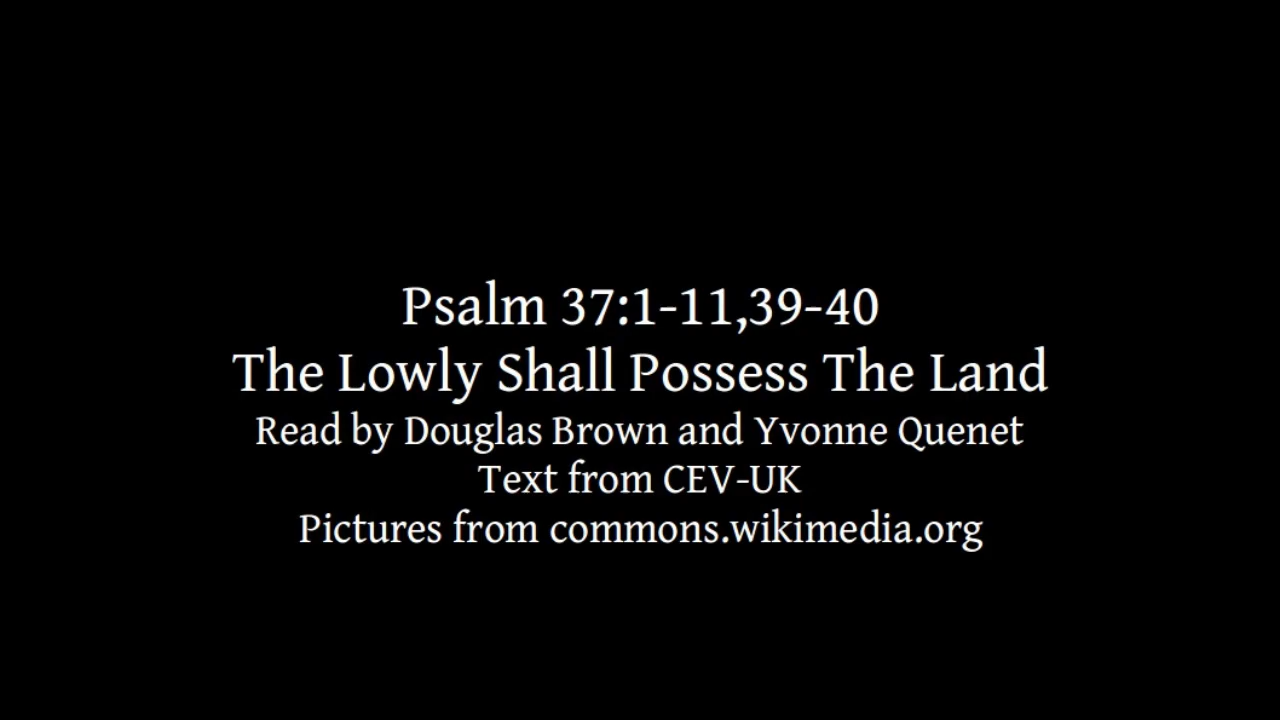 Psalm 37:1-11,39-40
The Lowly Shall Possess The Land
Read by Douglas Brown and Yvonne Quenet
Text from CEV-UK
Pictures from commons.wikimedia.org